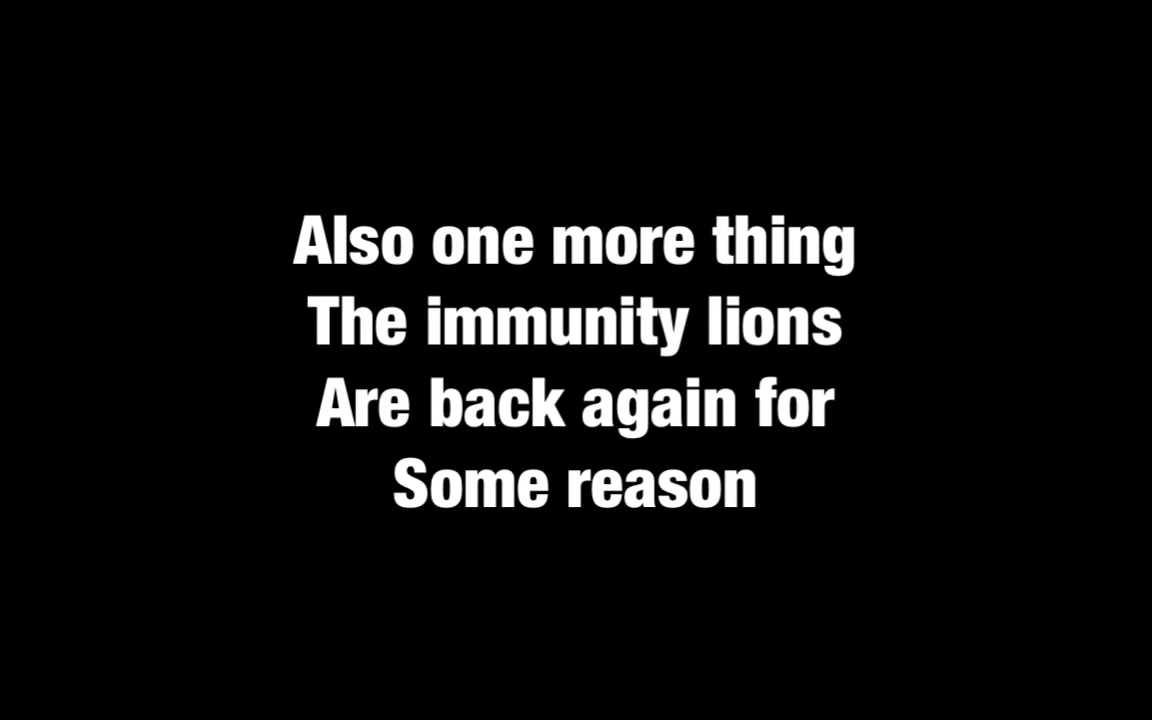 Also one more thing
The immunity lions
Are back again for
Some reason